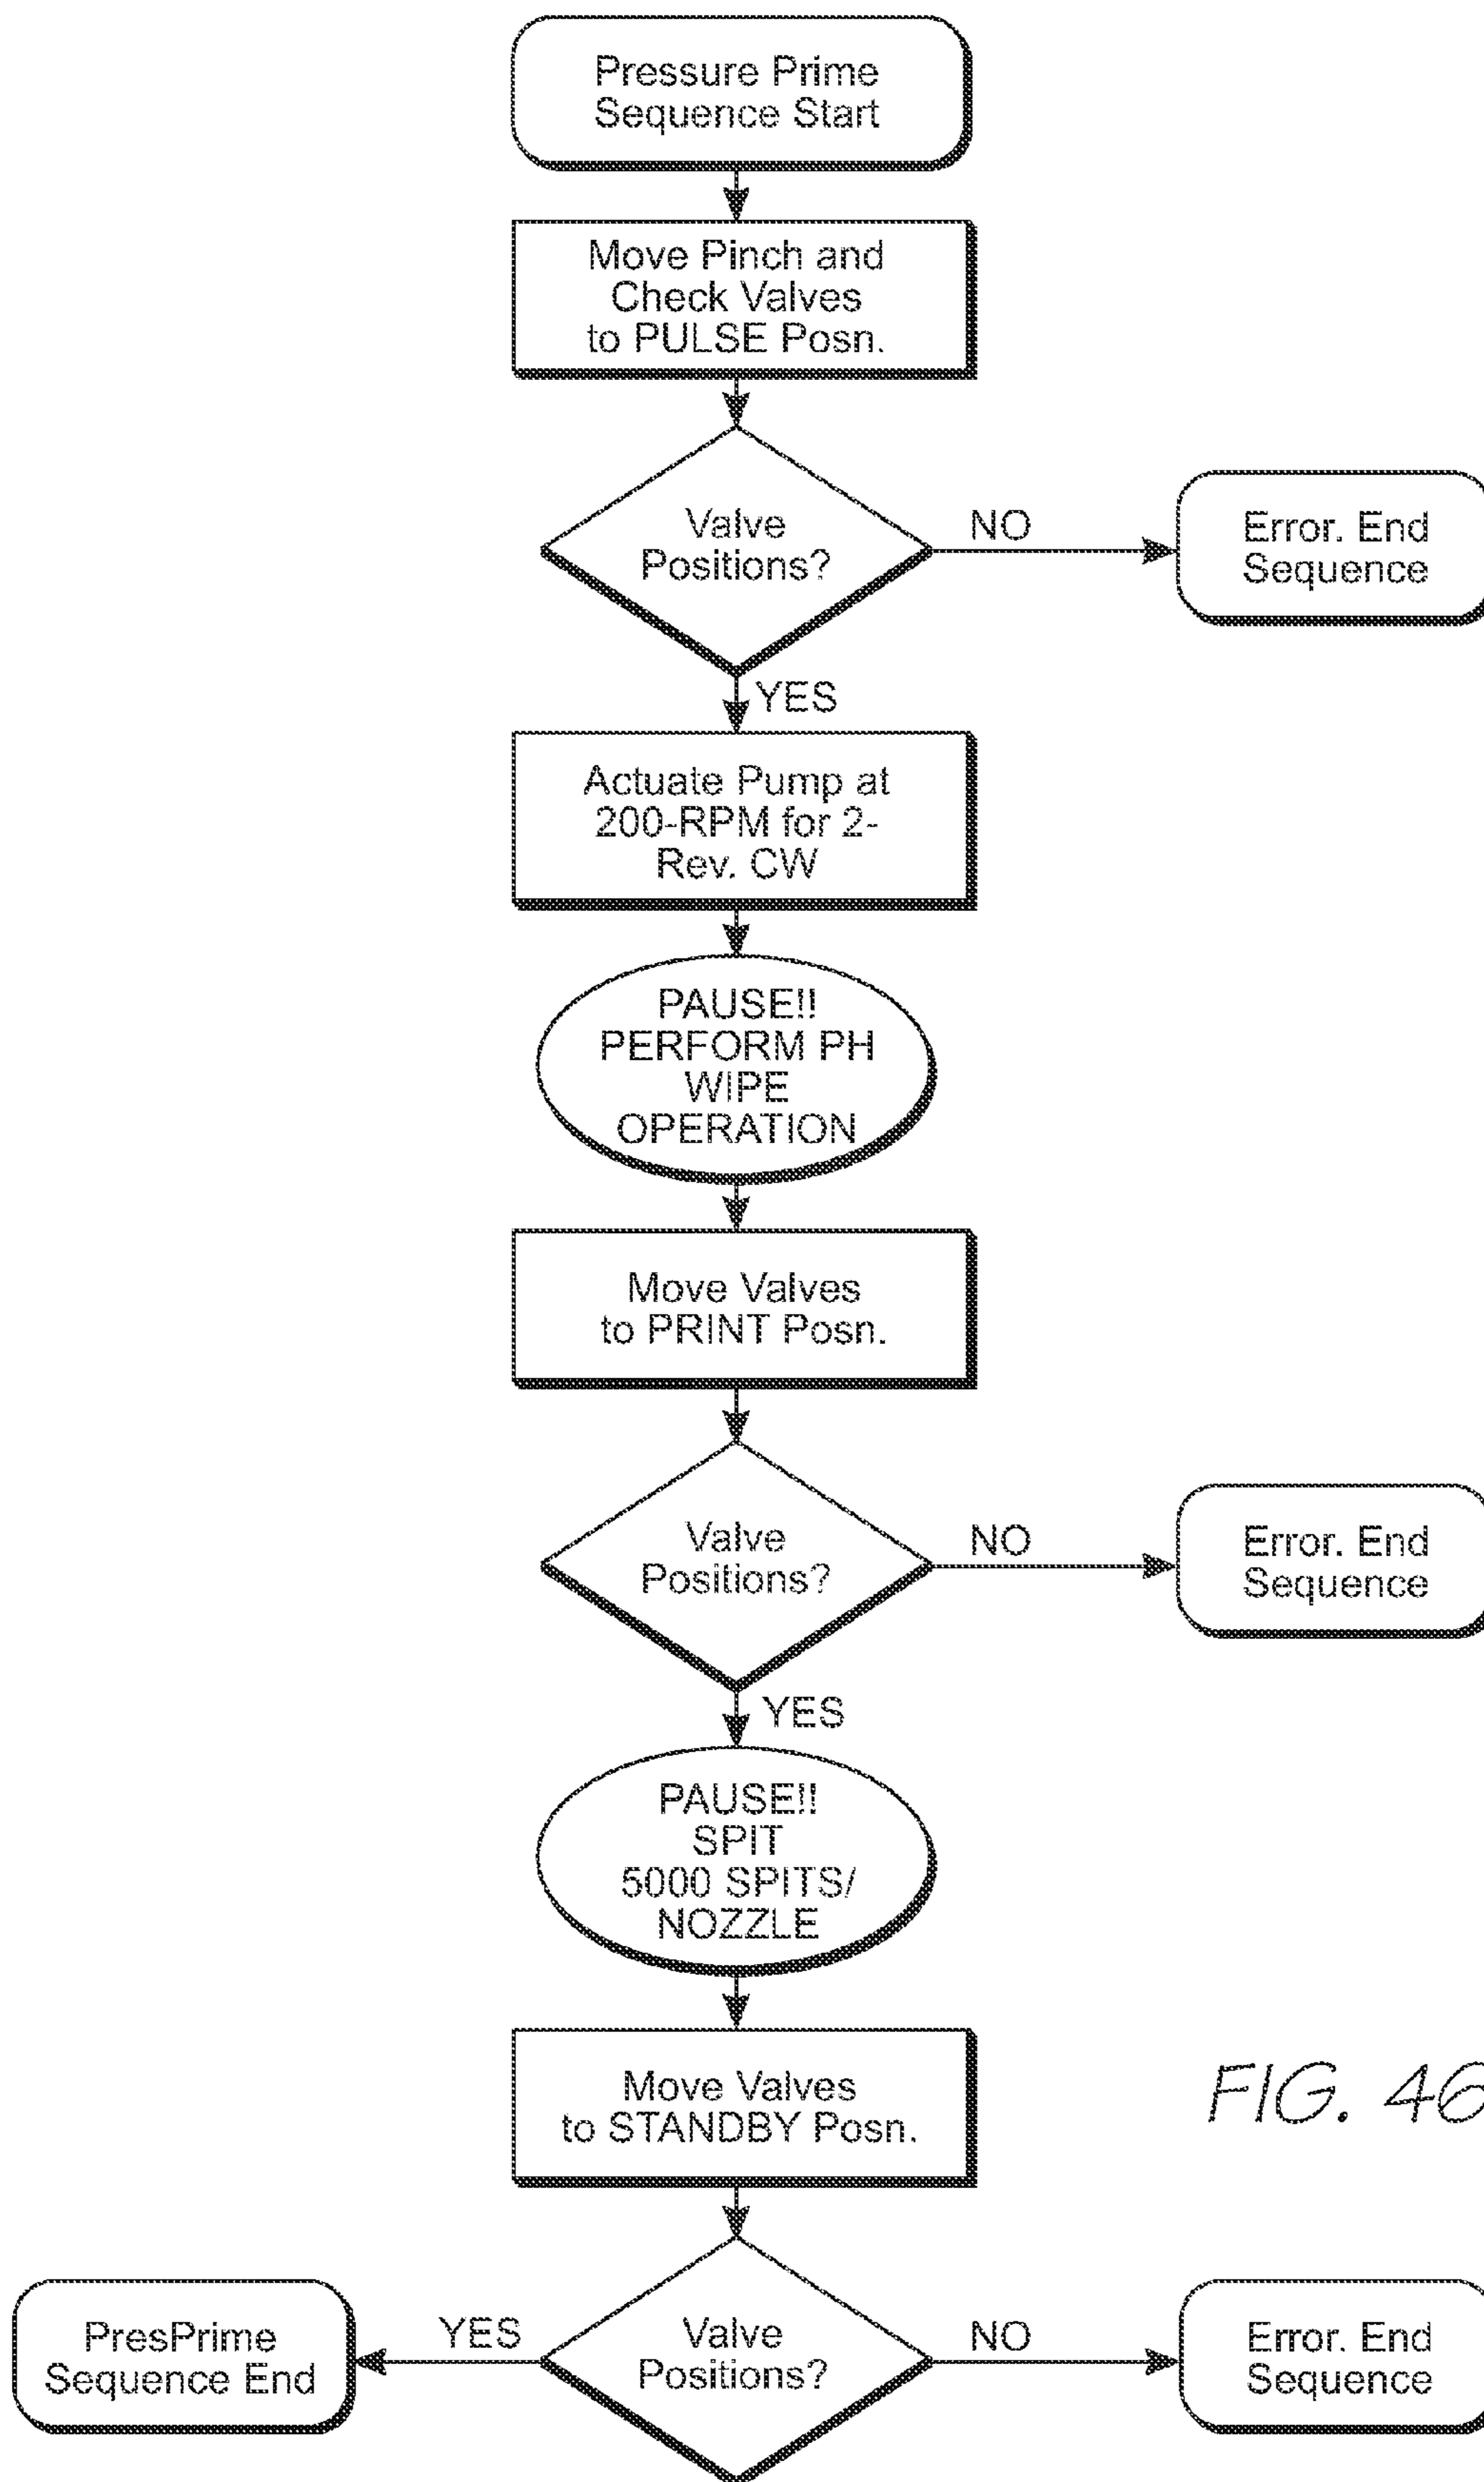 Pressure Prime
Sequence Start
Move Pinch and
Check Valves
to PULSE Posn.
Valve
Positions?
NO
Error. End
Sequence
YES
Actuate Pump at
200-RPM for 2-
Rev. CW
PAUSE!!
PERFORM PH
WIPE
OPERATION
Move Valves
to PRINT Posn.
Valve
Positions?
NO
Error. End
Sequence
YES
PAUSE!!
SPIT
5000 SPITS/
NOZZLE
Move Valves
to STANDBY Posn.
FIG. 46
PresPrime
Sequence End
YES
Valve
Positions?
NO
Error. End
Sequence